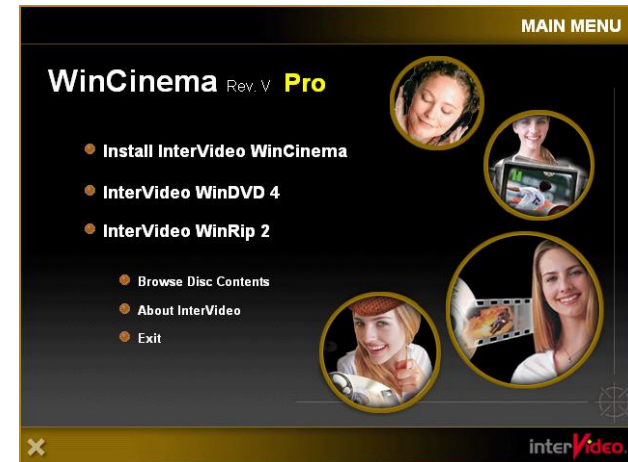 MAIN MENU
WinCinema Rev. V Pro
Install InterVideo WinCinema
InterVideo WinDVD 4
InterVideo WinRip 2
Browse Disc Contents
About InterVideo
Exit
interVideo.